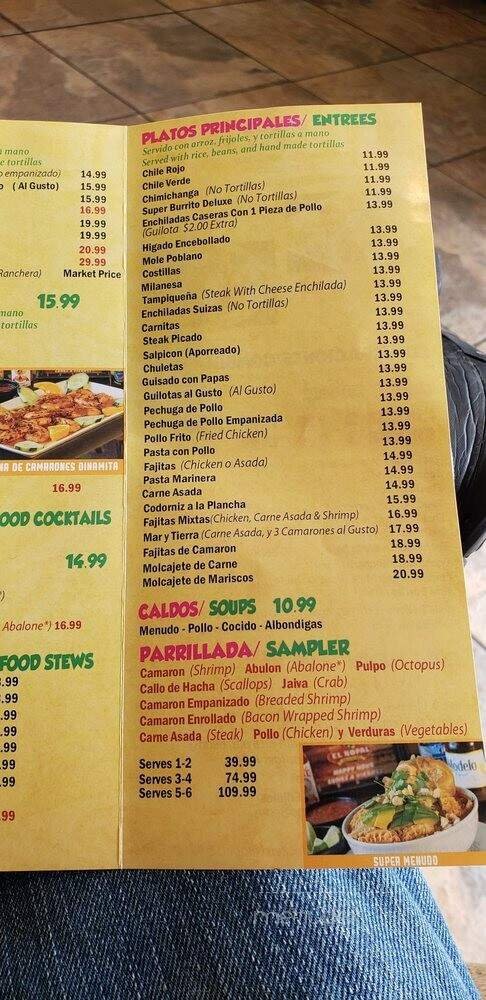 mano
tortillas
empanizado) 14.99
( Al Gusto) 15.99
15.99
16.99
19.99
19.99
20.99
29.99
Ranchera) Market Price
15.99
mano
tortillas
NA DE CAMARONES DINAMITA
16.99
OOD COCKTAILS
14.99
Abalone*) 16.99
FOOD STEWS
.99
.99
.99
.99
.99
.99
.99
.99
PLATOS PRINCIPALES/ ENTREES
Servido con arroz, frijoles, y tortillas a mano
Served with rice, beans, and hand made tortillas
Chile Rojo 11.99
Chile Verde 11.99
Chimichanga (No Tortillas) 11.99
Super Burrito Deluxe (No Tortillas) 11.99
Enchiladas Caseras Con 1 Pieza de Pollo 13.99
(Guilota $2.00 Extra)
Higado Encebollado 13.99
Mole Poblano 13.99
Costillas 13.99
Milanesa 13.99
Tampiqueña (Steak With Cheese Enchilada) 13.99
Enchiladas Suizas (No Tortillas) 13.99
Carnitas 13.99
Steak Picado 13.99
Salpicon (Aporreado) 13.99
Chuletas 13.99
Guisado con Papas 13.99
Guilotas al Gusto (Al Gusto) 13.99
Pechuga de Pollo 13.99
Pechuga de Pollo Empanizada 13.99
Pollo Frito (Fried Chicken) 13.99
Pasta con Pollo 13.99
Fajitas (Chicken o Asada) 14.99
Pasta Marinera 14.99
Carne Asada 14.99
Codorniz a la Plancha 15.99
Fajitas Mixtas (Chicken, Carne Asada & Shrimp) 16.99
Mar y Tierra (Carne Asada, y 3 Camarones al Gusto) 17.99
Fajitas de Camaron 18.99
Molcajete de Carne 18.99
Molcajete de Mariscos 20.99
CALDOS/ SOUPS 10.99
Menudo - Pollo - Cocido - Albondigas
PARRILLADA/ SAMPLER
Camaron (Shrimp) Abulon (Abalone*) Pulpo (Octopus)
Callo de Hacha (Scallops) Jaiva (Crab)
Camaron Empanizado (Breaded Shrimp)
Camaron Enrollado (Bacon Wrapped Shrimp)
Carne Asada (Steak) Pollo (Chicken) y Verduras (Vegetables)
Serves 1-2 39.99
Serves 3-4 74.99
Serves 5-6 109.99
EL NOPAL
Modelo
SUPER MENUDO